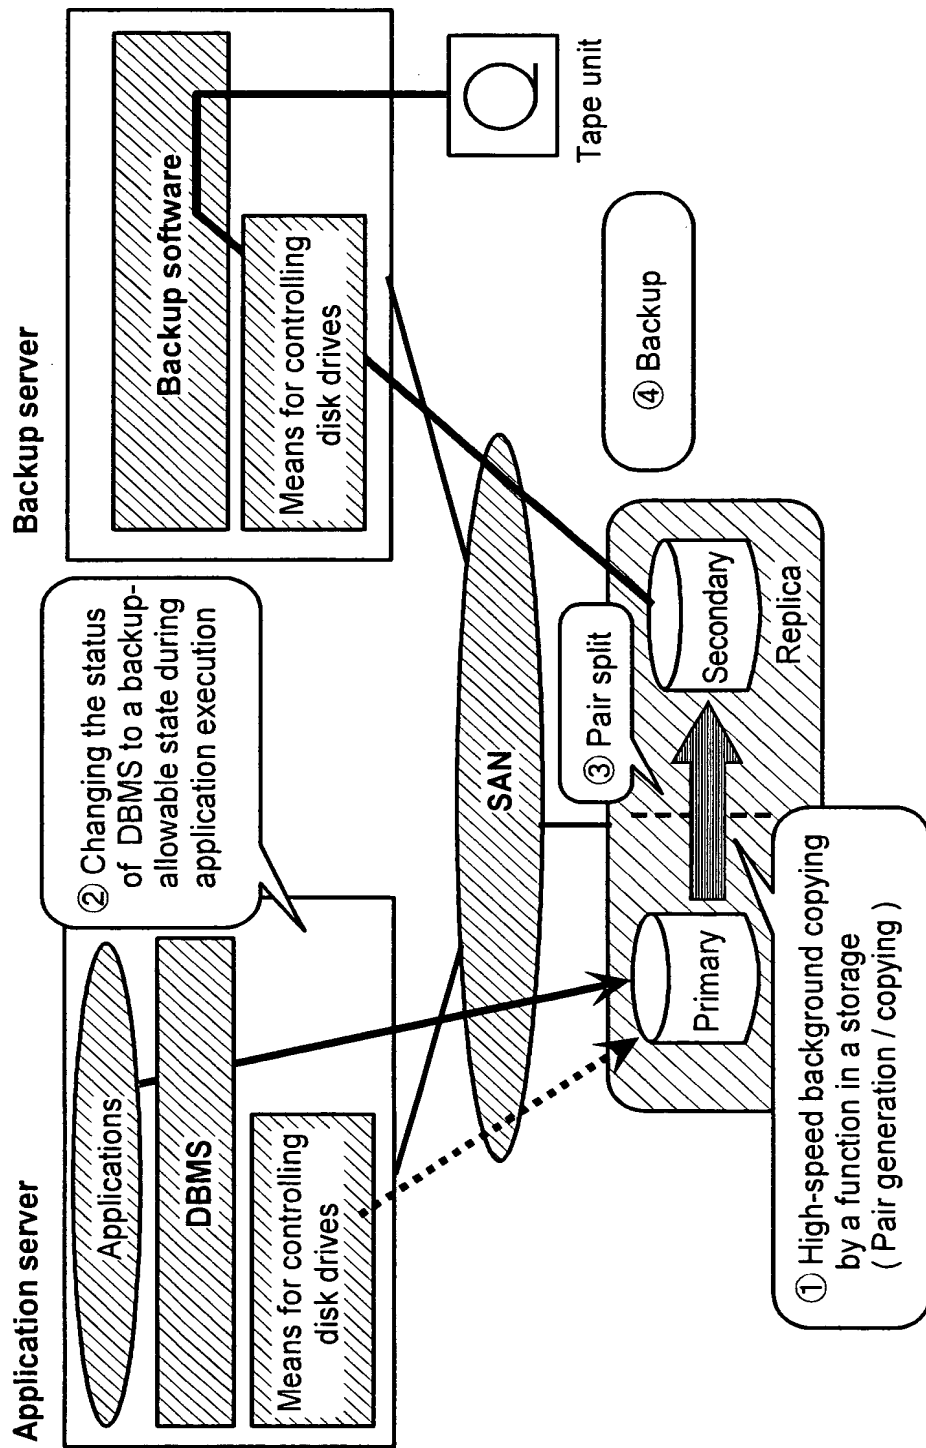 Application server
Applications
DBMS
Means for controlling
disk drives
② Changing the status
of DBMS to a backup-
allowable state during
application execution
Backup server
Backup software
Means for controlling
disk drives
Tape unit
SAN
③ Pair split
④ Backup
Primary
Secondary
Replica
① High-speed background copying
by a function in a storage
( Pair generation / copying )